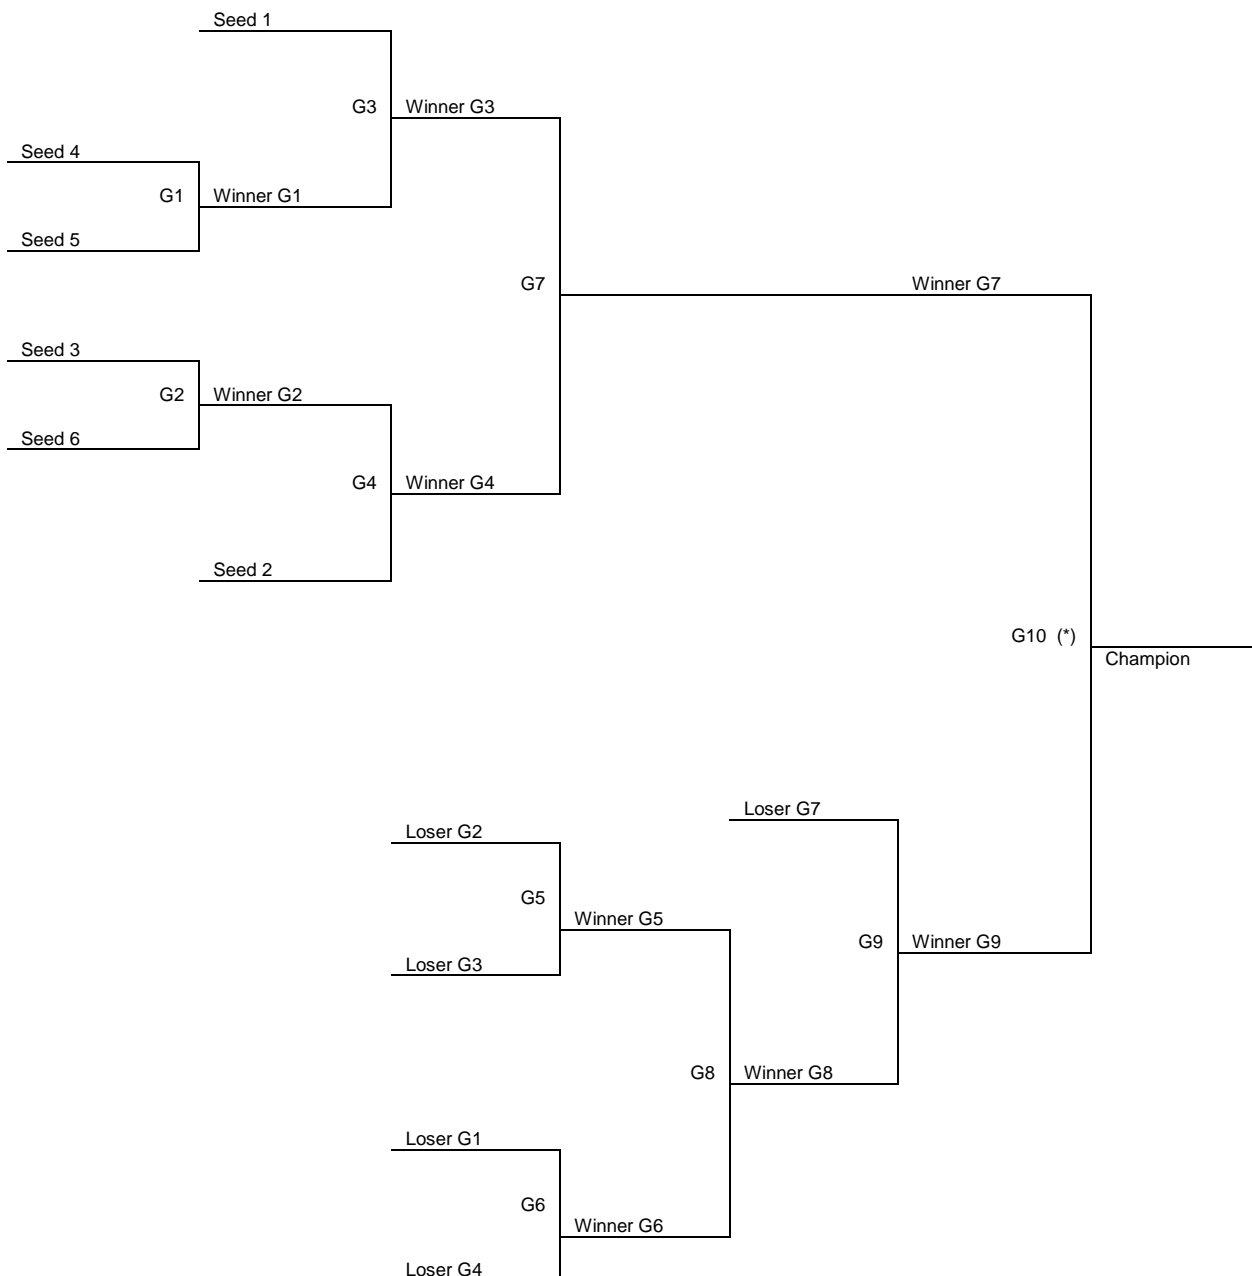 Seed 1
G3
Winner G3
Seed 4
G1
Winner G1
Seed 5
G7
Winner G7
Seed 3
G2
Winner G2
Seed 6
G4
Winner G4
Seed 2
G10 (*)
Champion
Loser G7
Loser G2
G5
Winner G5
G9
Winner G9
Loser G3
G8
Winner G8
Loser G1
G6
Winner G6
Loser G4